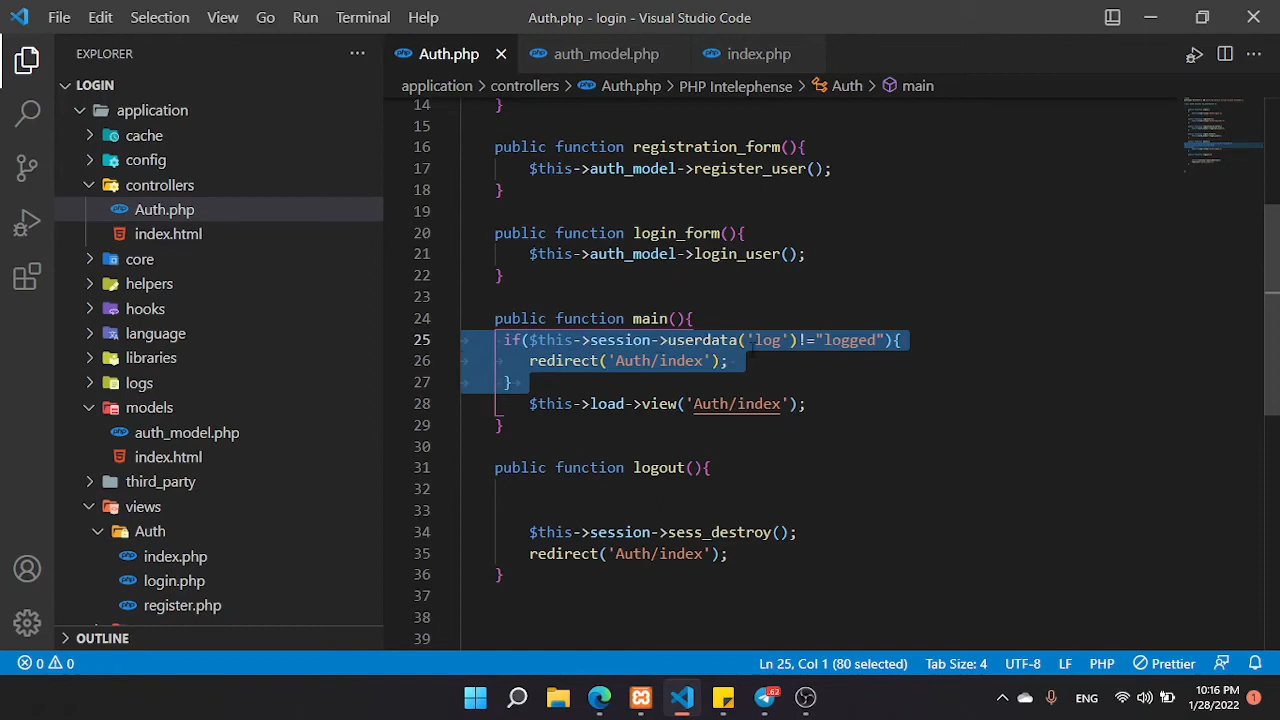 File Edit Selection View Go Run Terminal Help
Auth.php - login - Visual Studio Code
EXPLORER
LOGIN
application
cache
config
controllers
Auth.php
index.html
core
helpers
hooks
language
libraries
logs
models
auth_model.php
index.html
third_party
views
Auth
index.php
login.php
register.php
OUTLINE
php Auth.php
php auth_model.php
php index.php
application > controllers > php Auth.php > PHP Intelephense > Auth > main
14 }
15
16 public function registration_form(){
17 $this->auth_model->register_user();
18 }
19
20 public function login_form(){
21 $this->auth_model->login_user();
22 }
23
24 public function main(){
25 if($this->session->userdata('log')!="logged"){
26 redirect('Auth/index');
27 }
28 $this->load->view('Auth/index');
29 }
30
31 public function logout(){
32
33
34 $this->session->sess_destroy();
35 redirect('Auth/index');
36 }
37
38
39
0 0
Ln 25, Col 1 (80 selected) Tab Size: 4 UTF-8 LF PHP Prettier
ENG
10:16 PM
1/28/2022
1